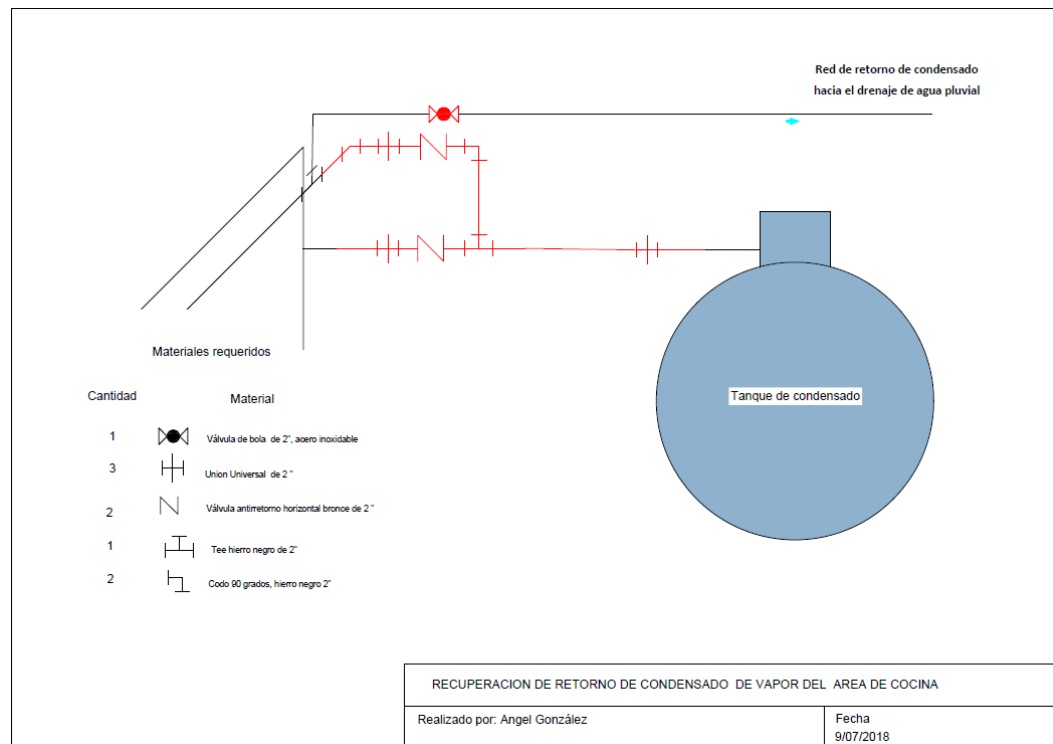 Red de retorno de condensado
hacia el drenaje de agua pluvial
Tanque de condensado
Materiales requeridos
Cantidad Material
1 Válvula de bola de 2", acero inoxidable
3 Union Universal de 2 "
2 Válvula antirretorno horizontal bronce de 2 "
1 Tee hierro negro de 2"
2 Codo 90 grados, hierro negro 2"
RECUPERACION DE RETORNO DE CONDENSADO DE VAPOR DEL AREA DE COCINA
Realizado por: Angel González
Fecha
9/07/2018